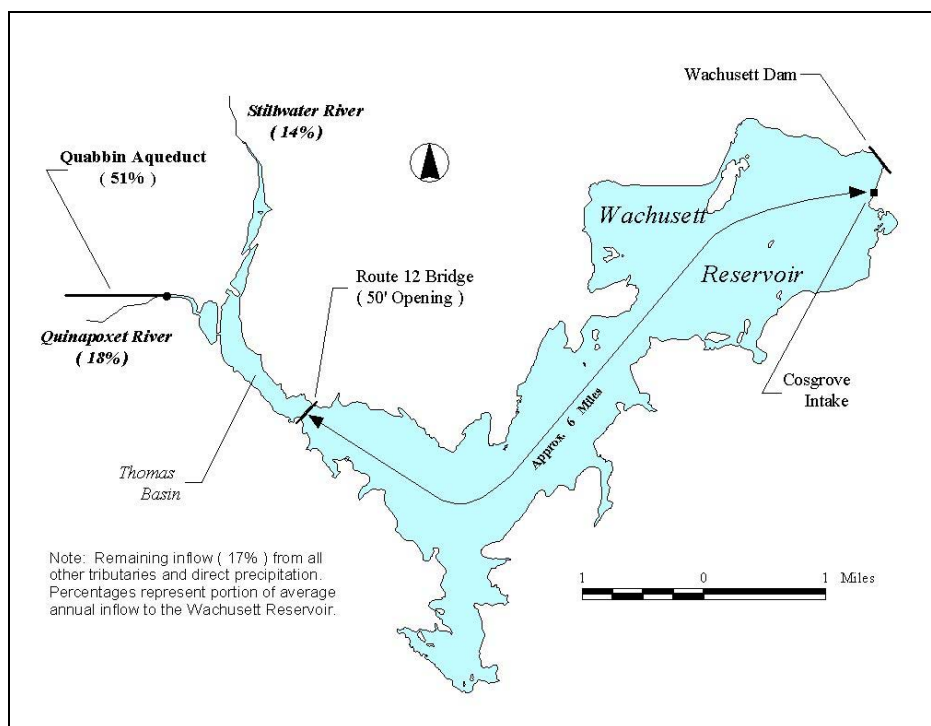 Wachusett Dam
Stillwater River
( 14%)
Quabbin Aqueduct
( 51% )
Wachusett
Reservoir
Route 12 Bridge
( 50' Opening )
Quinapoxet River
( 18%)
Cosgrove
Intake
Approx. 6 Miles
Thomas
Basin
Note: Remaining inflow ( 17% ) from all
other tributaries and direct precipitation.
Percentages represent portion of average
annual inflow to the Wachusett Reservoir.
1 0 1 Miles